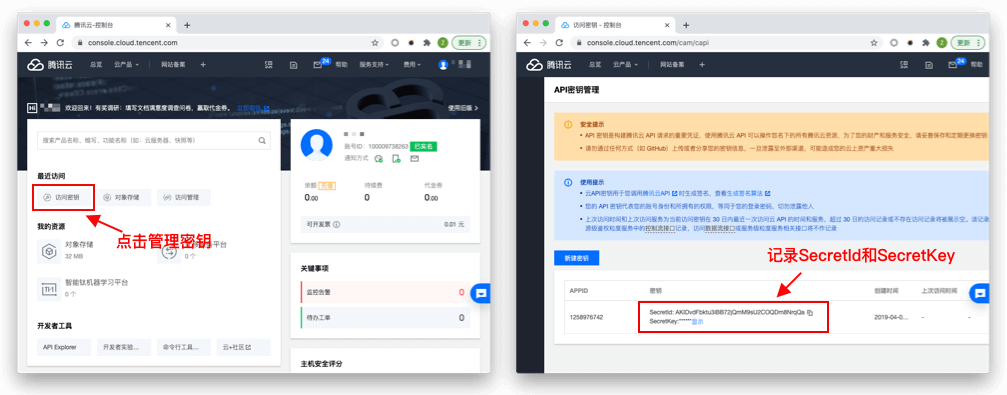 腾讯云-控制台
console.cloud.tencent.com
更新
腾讯云
总览
云产品
网站备案
24
帮助
服务支持
费用
Hi
欢迎回来！有奖调研：填写文档满意度调查问卷，赢取代金券。
立即前往
使用旧版
搜索产品名称、缩写、功能名称（如：云服务器、快照等）
最近访问
访问密钥
对象存储
访问管理
点击管理密钥
我的资源
对象存储
32 MB
平台
0 个
智能钛机器学习平台
0 个
开发者工具
API Explorer
开发者实验...
命令行工具...
云+社区
账号ID：100009738263
已实名
通知方式
余额
充值
待续费
代金券
0.00
0
0
可开发票
0.01 元
关键事项
监控告警
0
待办工单
0
主机安全评分
访问密钥 - 控制台
console.cloud.tencent.com/cam/capi
更新
腾讯云
总览
云产品
网站备案
24
帮助
API密钥管理
安全提示
• API 密钥是构建腾讯云 API 请求的重要凭证，使用腾讯云 API 可以操作您名下的所有腾讯云资源，为了您的财产和服务安全，请妥善保存和定期更换密钥
• 请勿通过任何方式（如 GitHub）上传或者分享您的密钥信息，一旦泄露至外部渠道，可能造成您的云上资产重大损失
使用提示
• 云API密钥用于您调用腾讯云API 时生成签名，查看生成签名算法
• 您的 API 密钥代表您的账号身份和所拥有的权限，等同于您的登录密码，切勿泄露他人
• 上次访问时间和上次访问服务为当前访问密钥在 30 日内最近一次访问云 API 的时间和服务，超过 30 日的访问记录或不存在访问记录将被展示空。该记录
源级鉴权粒度服务中的控制流接口记录，访问数据流接口或服务级粒度服务相关接口将不作记录
新建密钥
记录SecretId和SecretKey
APPID
密钥
创建时间
上次访问时间
1258976742
SecretId: AKIDvdFbktu3iBB72jQmM9sU2COQDm8NrqQa
SecretKey:******显示
2019-04-0...
-
-